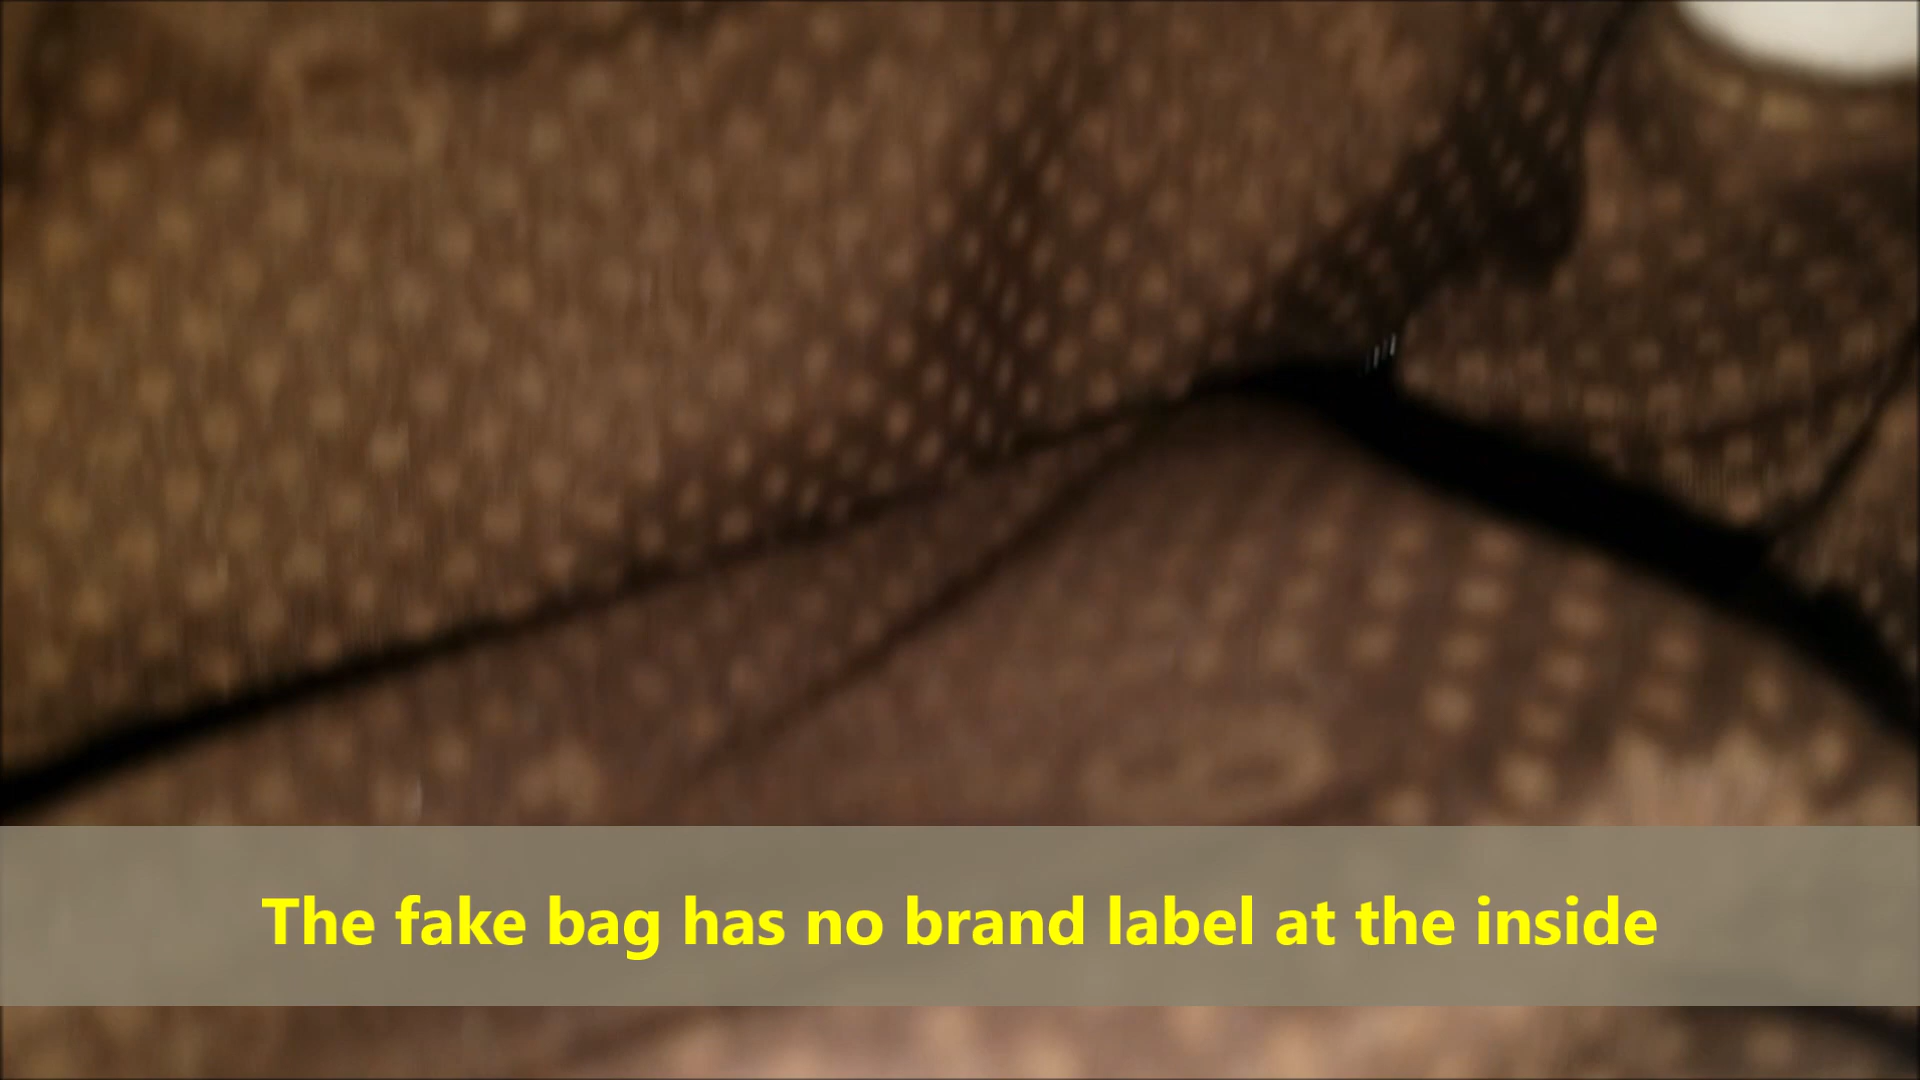 The fake bag has no brand label at the inside